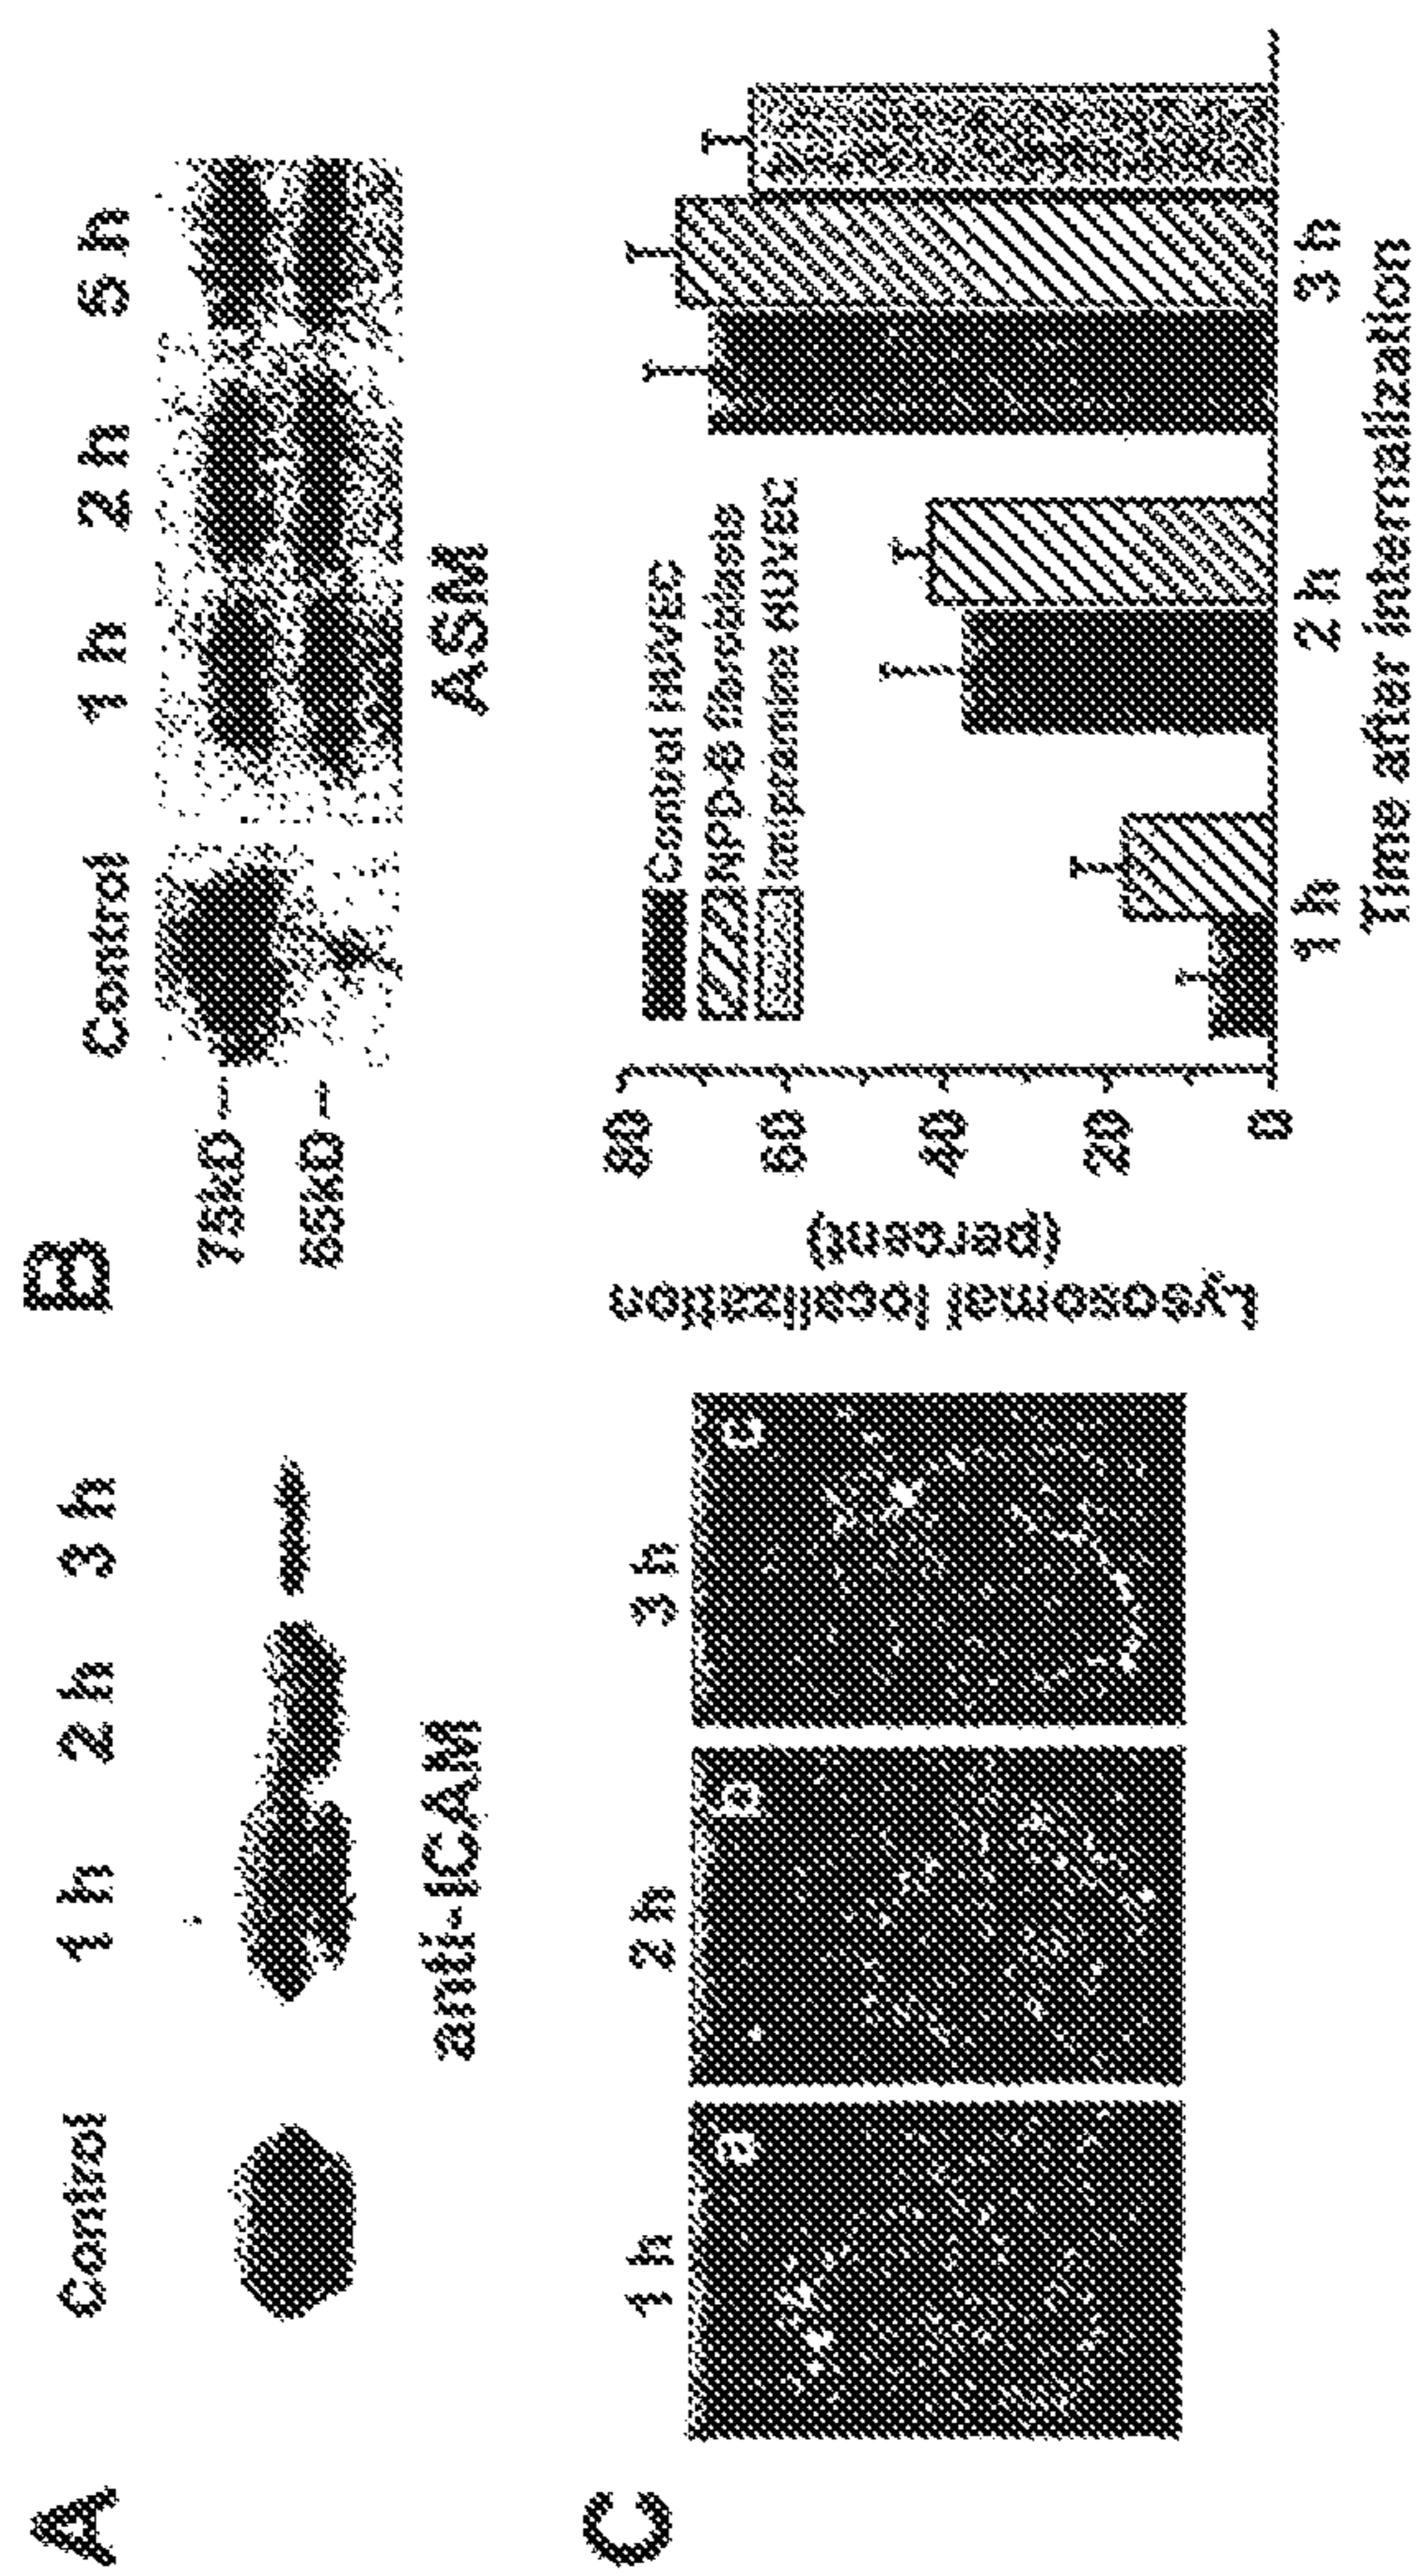 A
Control 1 h 2 h 3 h
anti-ICAM
B
Control 1 h 2 h 5 h
75kD
65kD
ASM
C
1 h 2 h 3 h
a b c
Lysosomal localization
(percent)
80
60
40
20
0
Control HUVEC
NPD-B fibroblasts
Imipramine HUVEC
1 h 2 h 3 h
Time after internalization